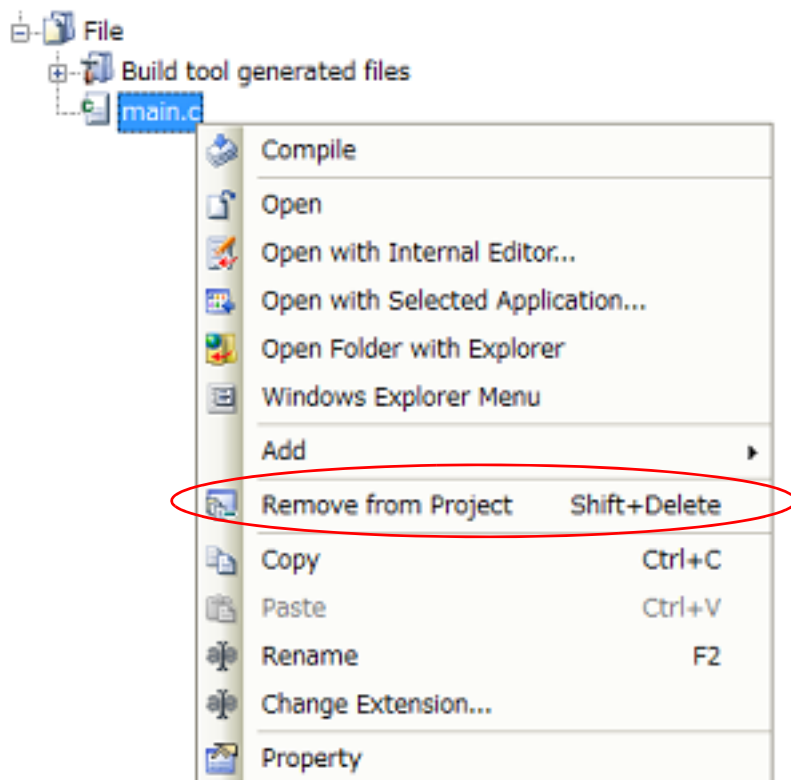 File
Build tool generated files
main.c
Compile
Open
Open with Internal Editor...
Open with Selected Application...
Open Folder with Explorer
Windows Explorer Menu
Add
Remove from Project Shift+Delete
Copy Ctrl+C
Paste Ctrl+V
Rename F2
Change Extension...
Property